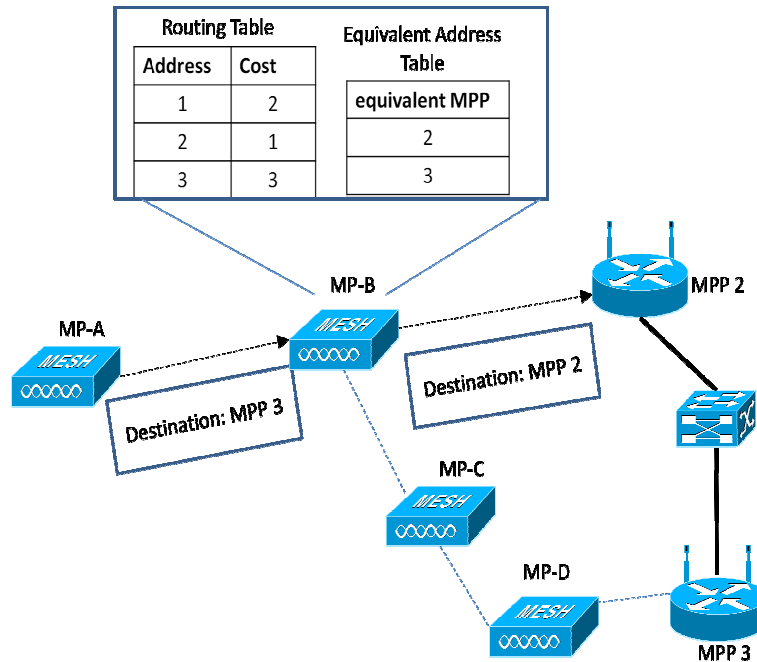 Routing Table
Equivalent Address
Table
Address Cost
1 2
2 1
3 3
equivalent MPP
2
3
MPP 2
MP-B
MESH
MP-A
MESH
Destination: MPP 2
Destination: MPP 3
MP-C
MESH
MP-D
MESH
MPP 3